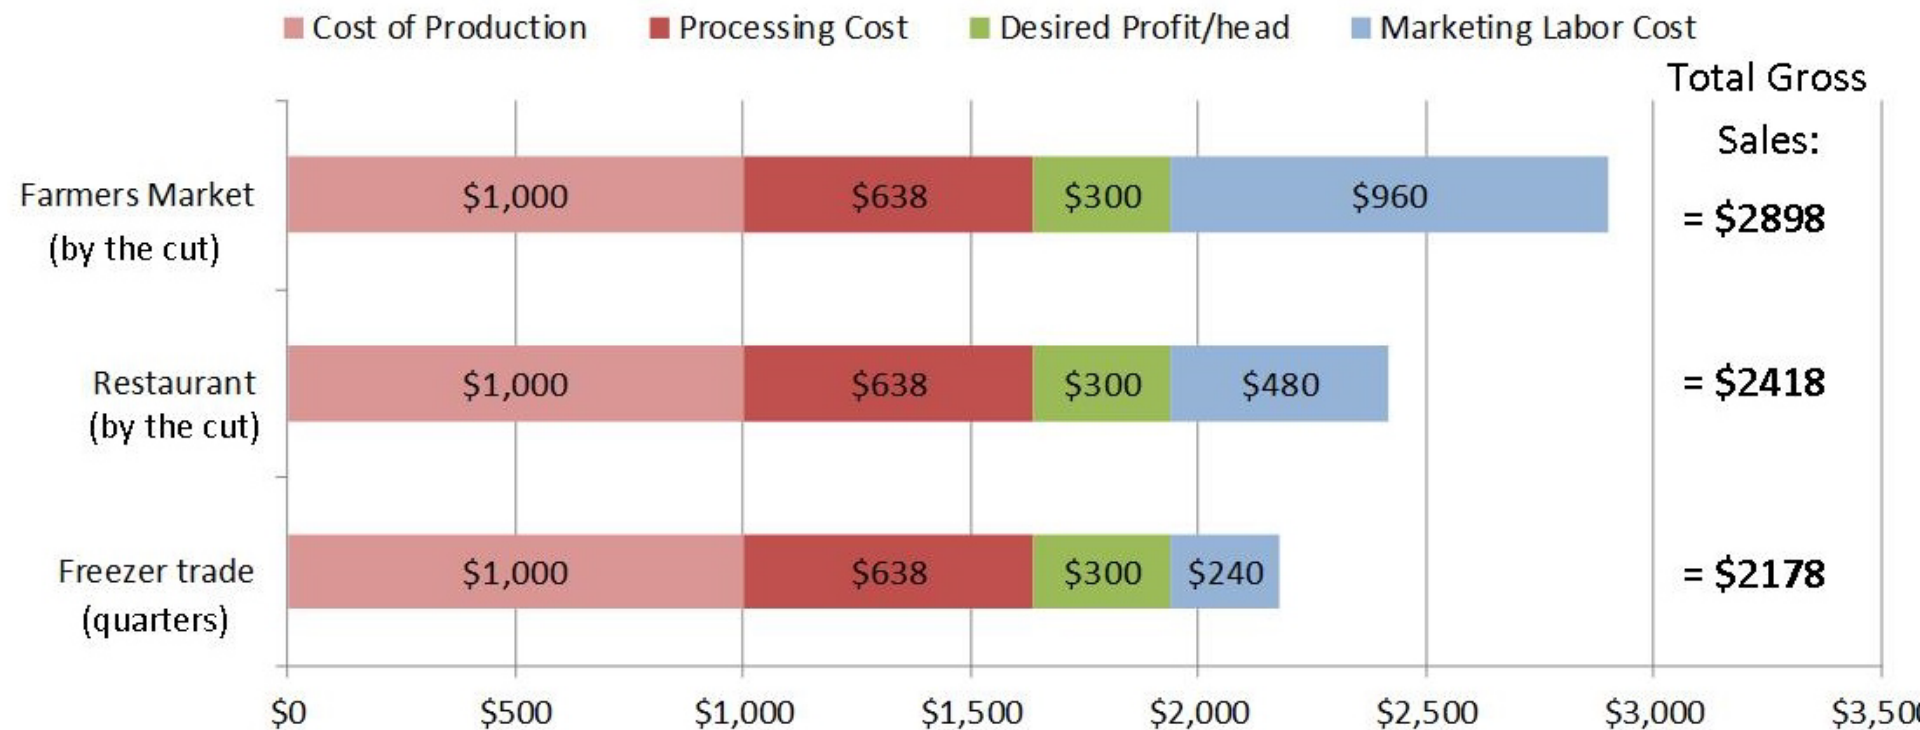 Cost of Production Processing Cost Desired Profit/head Marketing Labor Cost
Total Gross
Sales:
Farmers Market
(by the cut)
$1,000 $638 $300 $960
= $2898
Restaurant
(by the cut)
$1,000 $638 $300 $480
= $2418
Freezer trade
(quarters)
$1,000 $638 $300 $240
= $2178
$0 $500 $1,000 $1,500 $2,000 $2,500 $3,000 $3,500